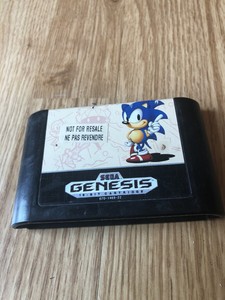 NOT FOR RESALE
NE PAS REVENDRE
SEGA
GENESIS
16-BIT CARTRIDGE